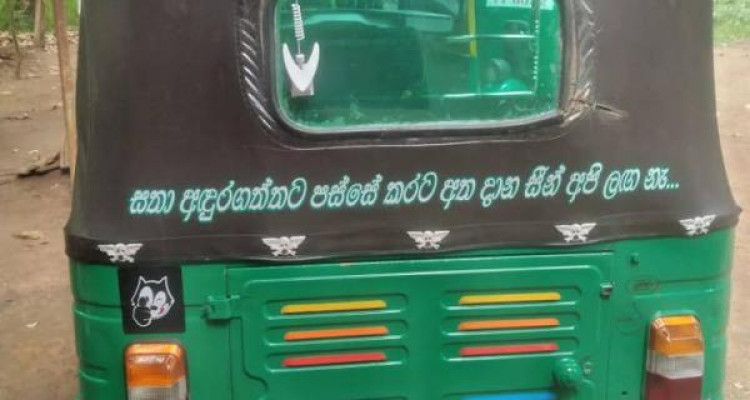 සතා අඳුරගත්තට පස්සේ කරට අත දාන සීන් අපි ලඟ නෑ...